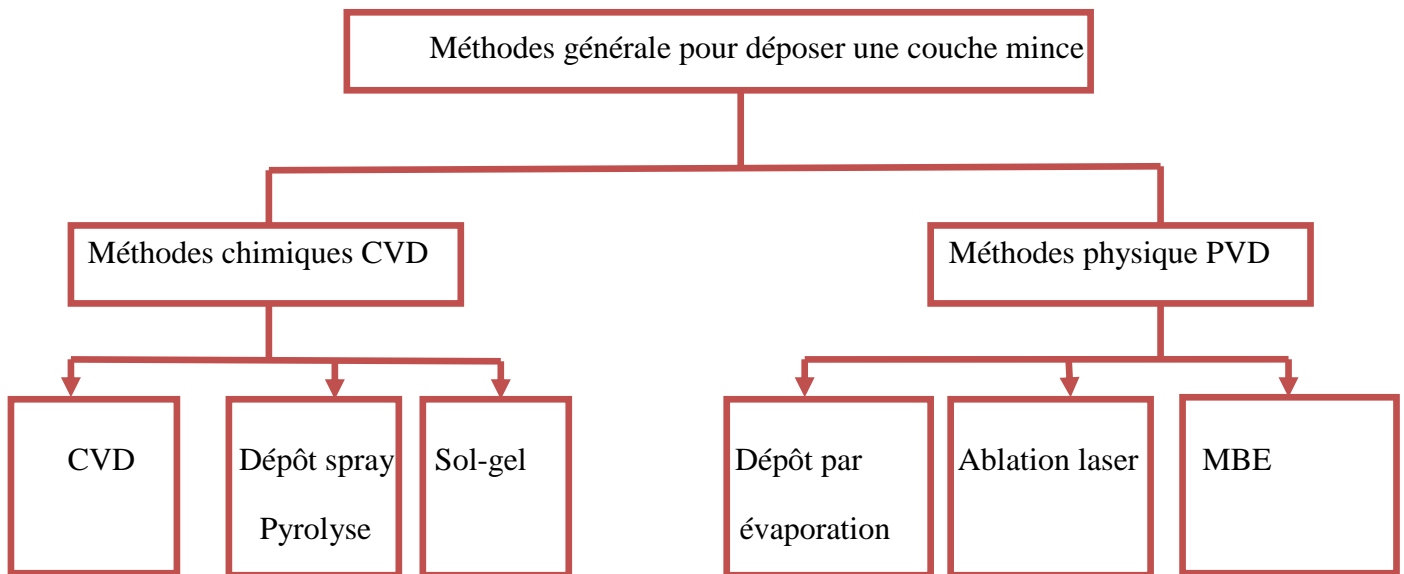 Méthodes générale pour déposer une couche mince
Méthodes chimiques CVD
Méthodes physique PVD
CVD
Dépôt spray
Pyrolyse
Sol-gel
Dépôt par
évaporation
Ablation laser
MBE